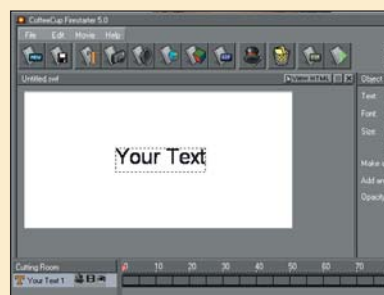 CoffeeCup Firestarter 5.0
File Edit Movie Help
Untitled.swf
VIEW HTML
Object
Text:
Font:
Size:
Your Text
Make
Add an
Opacity
Cutting Room
0 10 20 30 40 50 60 70
Your Text 1